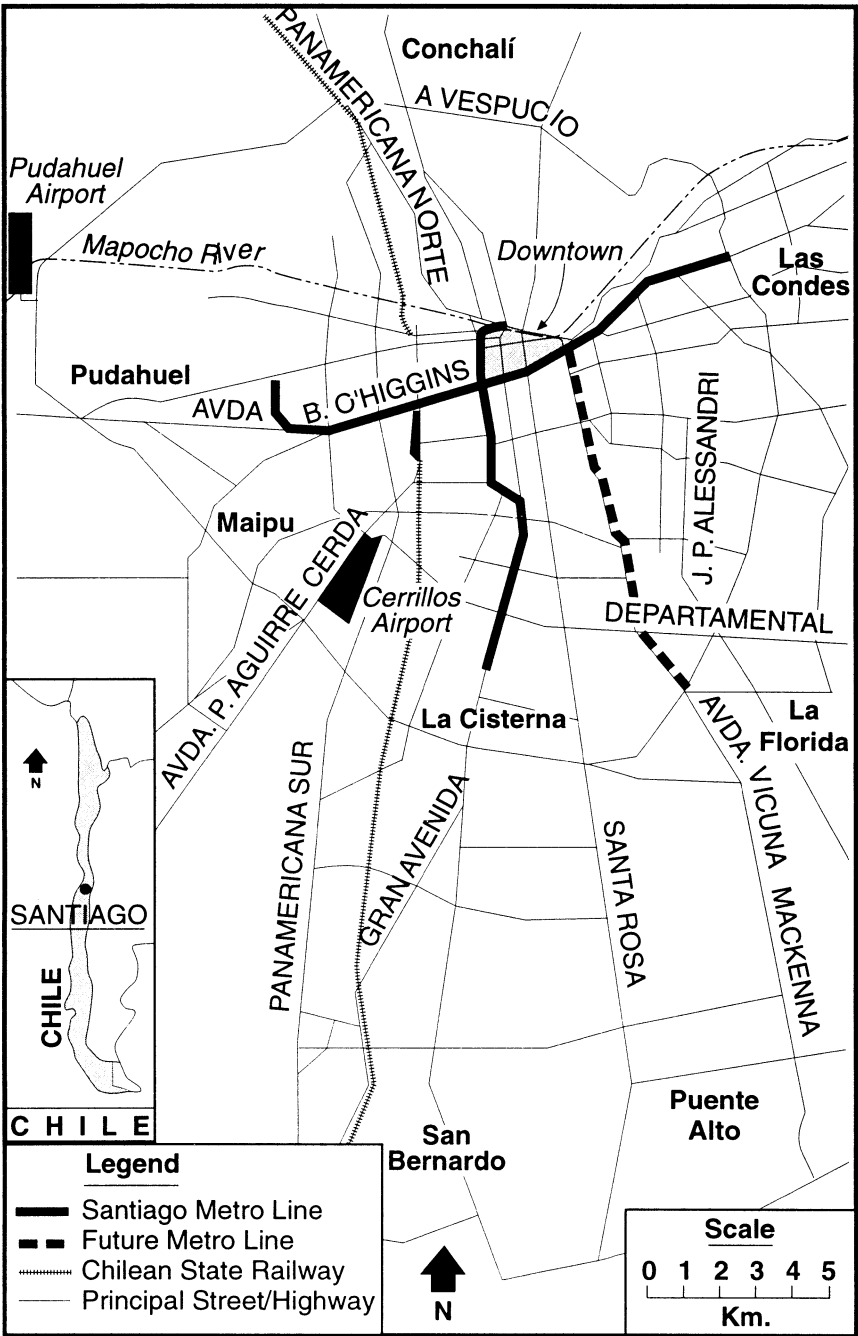 PANAMERICANA NORTE
Conchalí
A VESPUCIO
Pudahuel
Airport
Mapocho River
Downtown
Las
Condes
Pudahuel
AVDA B. O'HIGGINS
J. P. ALESSANDRI
Maipu
AVDA. P. AGUIRRE CERDA
Cerrillos
Airport
DEPARTAMENTAL
La Cisterna
La
Florida
AVDA. VICUNA MACKENNA
PANAMERICANA SUR
GRAN AVENIDA
SANTA ROSA
N
SANTIAGO
CHILE
CHILE
San
Bernardo
Puente
Alto
Legend
Santiago Metro Line
Future Metro Line
Chilean State Railway
Principal Street/Highway
N
Scale
0 1 2 3 4 5
Km.